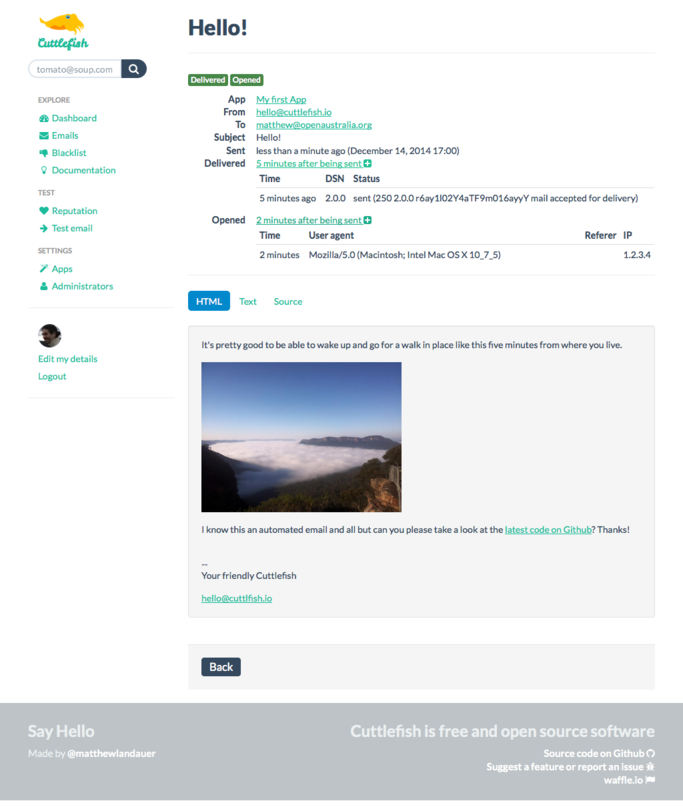 Cuttlefish
tomato@soup.com
EXPLORE
Dashboard
Emails
Blacklist
Documentation
TEST
Reputation
Test email
SETTINGS
Apps
Administrators
Edit my details
Logout
Hello!
Delivered Opened
App My first App
From hello@cuttlefish.io
To matthew@openaustralia.org
Subject Hello!
Sent less than a minute ago (December 14, 2014 17:00)
Delivered 5 minutes after being sent
Time DSN Status
5 minutes ago 2.0.0 sent (250 2.0.0 r6ay1I02Y4aTF9m016ayyY mail accepted for delivery)
Opened 2 minutes after being sent
Time User agent Referer IP
2 minutes Mozilla/5.0 (Macintosh; Intel Mac OS X 10_7_5) 1.2.3.4
HTML Text Source
It's pretty good to be able to wake up and go for a walk in place like this five minutes from where you live.
I know this an automated email and all but can you please take a look at the latest code on Github? Thanks!
--
Your friendly Cuttlefish
hello@cuttlfish.io
Back
Say Hello
Made by @matthewlandauer
Cuttlefish is free and open source software
Source code on Github
Suggest a feature or report an issue
waffle.io